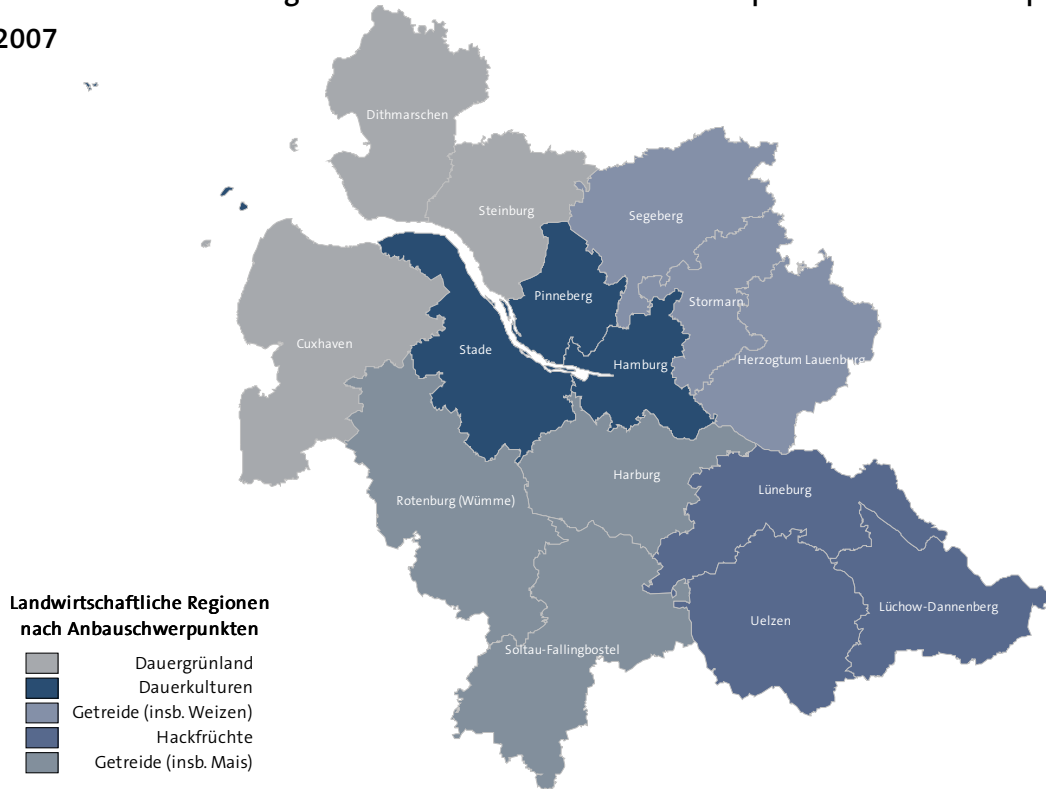 2007
Dithmarschen
Steinburg
Segeberg
Pinneberg
Stormarn
Cuxhaven
Stade
Hamburg
Herzogtum Lauenburg
Harburg
Lüneburg
Rotenburg (Wümme)
Lüchow-Dannenberg
Uelzen
Soltau-Fallingbostel
Landwirtschaftliche Regionen
nach Anbauschwerpunkten
Dauergrünland
Dauerkulturen
Getreide (insb. Weizen)
Hackfrüchte
Getreide (insb. Mais)